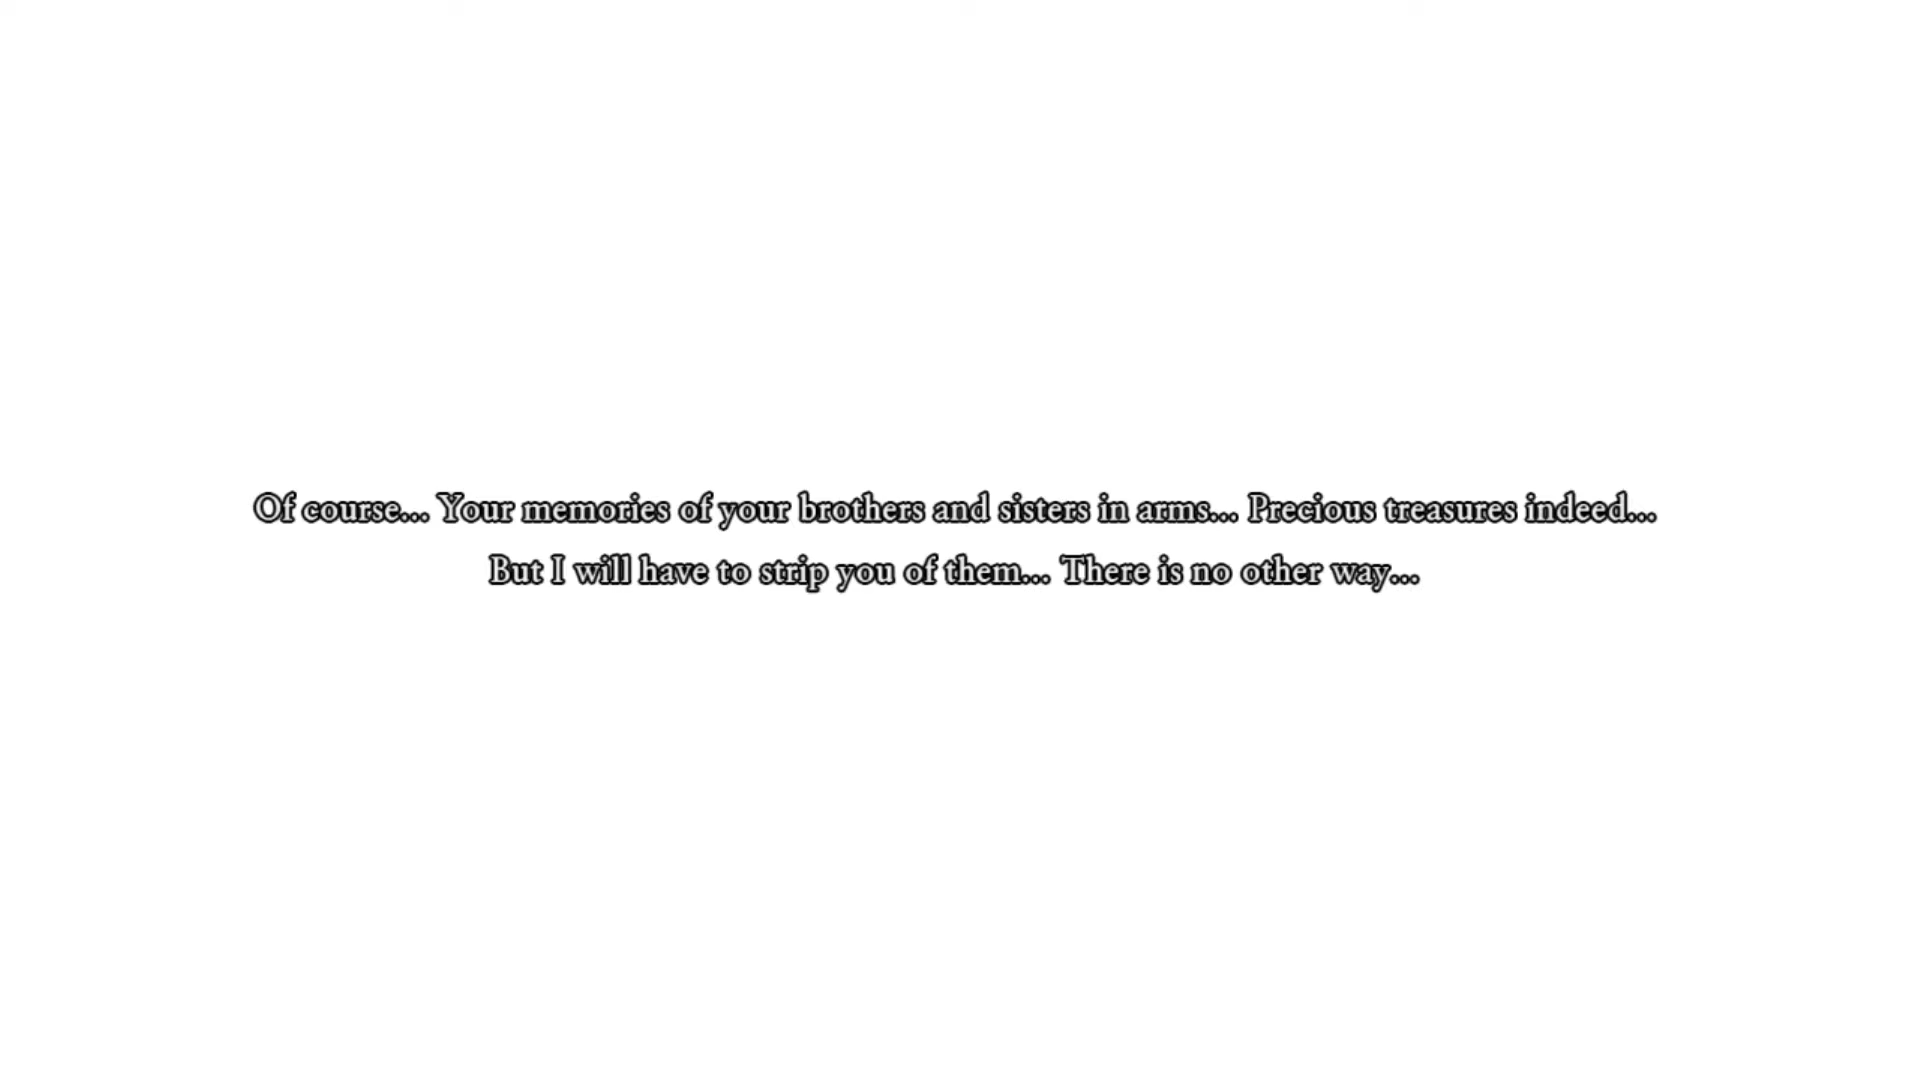 Of course... Your memories of your brothers and sisters in arms... Precious treasures indeed...
But I will have to strip you of them... There is no other way...